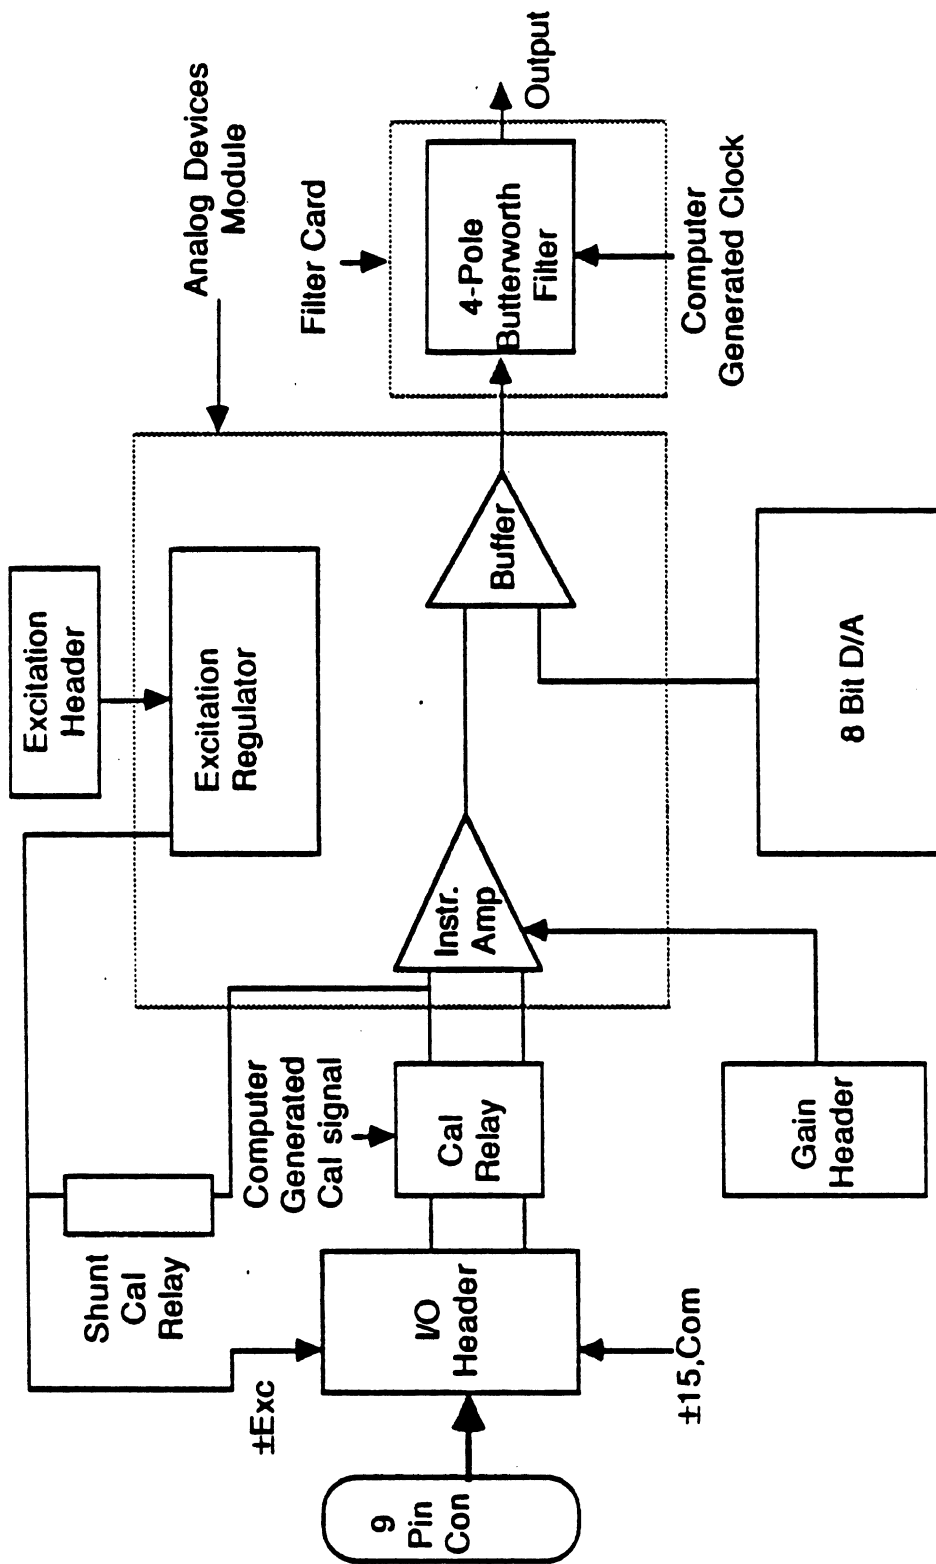 Excitation
Header
Analog Devices
Module
Shunt
Cal
Relay
Excitation
Regulator
Filter Card
±Exc
Computer
Generated
Cal signal
9
Pin
Con
I/O
Header
Cal
Relay
Instr.
Amp
Buffer
4-Pole
Butterworth
Filter
Output
±15,Com
Gain
Header
8 Bit D/A
Computer
Generated Clock